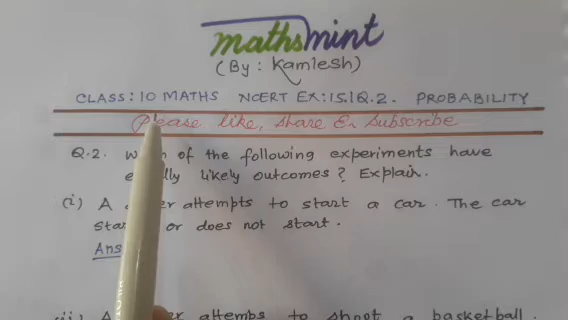 mathsmint
(By: Kamlesh)
CLASS: 10 MATHS NCERT EX: 15.1 Q.2. PROBABILITY
Please like, share & subscribe
Q.2. of the following experiments have
likely outcomes? Explain.
(i) A attempts to start a car. The car
or does not start.
Ans
A attembs to shoot a basketball.